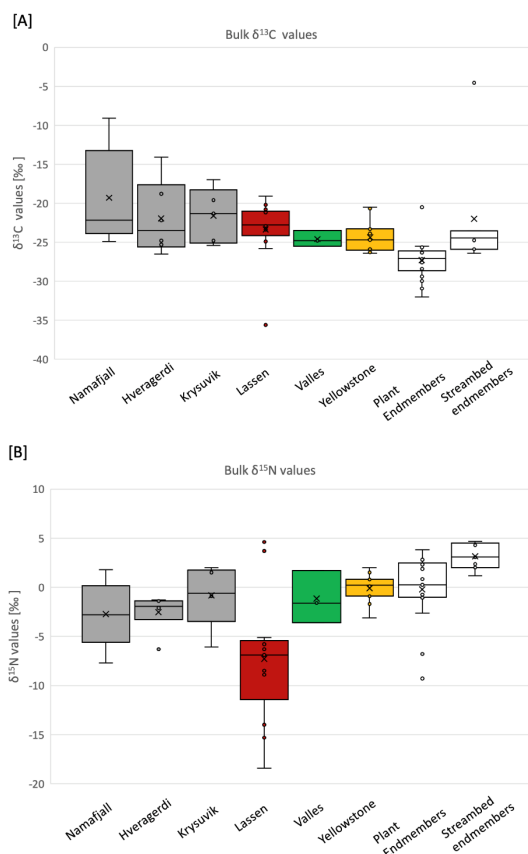 [A]
Bulk δ¹³C values
δ¹³C values [‰]
0
-5
-10
-15
-20
-25
-30
-35
-40
Namafjall
Hveragerdi
Krysuvik
Lassen
Valles
Yellowstone
Plant
Endmembers
Streambed
endmembers
[B]
Bulk δ¹⁵N values
δ¹⁵N values [‰]
10
5
0
-5
-10
-15
-20
Namafjall
Hveragerdi
Krysuvik
Lassen
Valles
Yellowstone
Plant
Endmembers
Streambed
endmembers